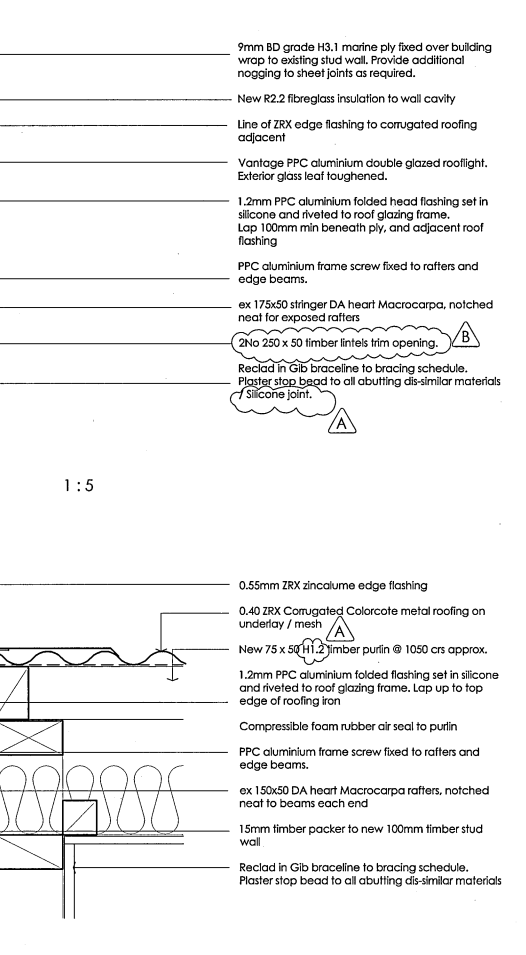 9mm BD grade H3.1 marine ply fixed over building
wrap to existing stud wall. Provide additional
nogging to sheet joints as required.
New R2.2 fibreglass insulation to wall cavity
Line of ZRX edge flashing to corrugated roofing
adjacent
Vantage PPC aluminium double glazed rooflight.
Exterior glass leaf toughened.
1.2mm PPC aluminium folded head flashing set in
silicone and riveted to roof glazing frame.
Lap 100mm min beneath ply, and adjacent roof
flashing
PPC aluminium frame screw fixed to rafters and
edge beams.
ex 175x50 stringer DA heart Macrocarpa, notched
neat for exposed rafters
2No 250 x 50 timber lintels trim opening.
B
Reclad in Gib braceline to bracing schedule.
Plaster stop bead to all abutting dis-similar materials
/ Silicone joint.
A
1 : 5
0.55mm ZRX zincalume edge flashing
0.40 ZRX Corrugated Colorcote metal roofing on
underlay / mesh
A
New 75 x 50 H1.2 timber purlin @ 1050 crs approx.
1.2mm PPC aluminium folded flashing set in silicone
and riveted to roof glazing frame. Lap up to top
edge of roofing iron
Compressible foam rubber air seal to purlin
PPC aluminium frame screw fixed to rafters and
edge beams.
ex 150x50 DA heart Macrocarpa rafters, notched
neat to beams each end
15mm timber packer to new 100mm timber stud
wall
Reclad in Gib braceline to bracing schedule.
Plaster stop bead to all abutting dis-similar materials